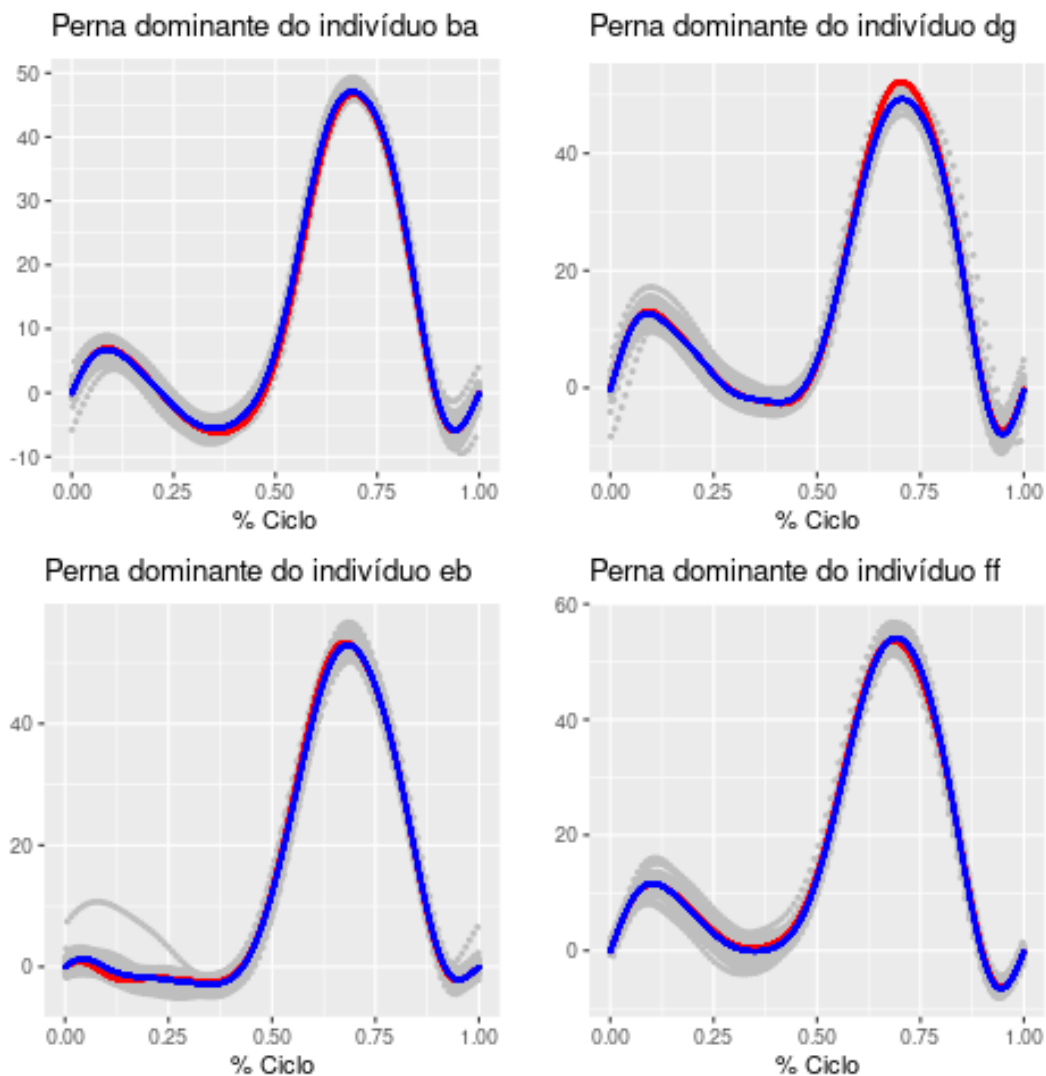 Perna dominante do indivíduo ba
50
40
30
20
10
0
-10
0.00 0.25 0.50 0.75 1.00
% Ciclo
Perna dominante do indivíduo dg
40
20
0
0.00 0.25 0.50 0.75 1.00
% Ciclo
Perna dominante do indivíduo eb
40
20
0
0.00 0.25 0.50 0.75 1.00
% Ciclo
Perna dominante do indivíduo ff
60
40
20
0
0.00 0.25 0.50 0.75 1.00
% Ciclo